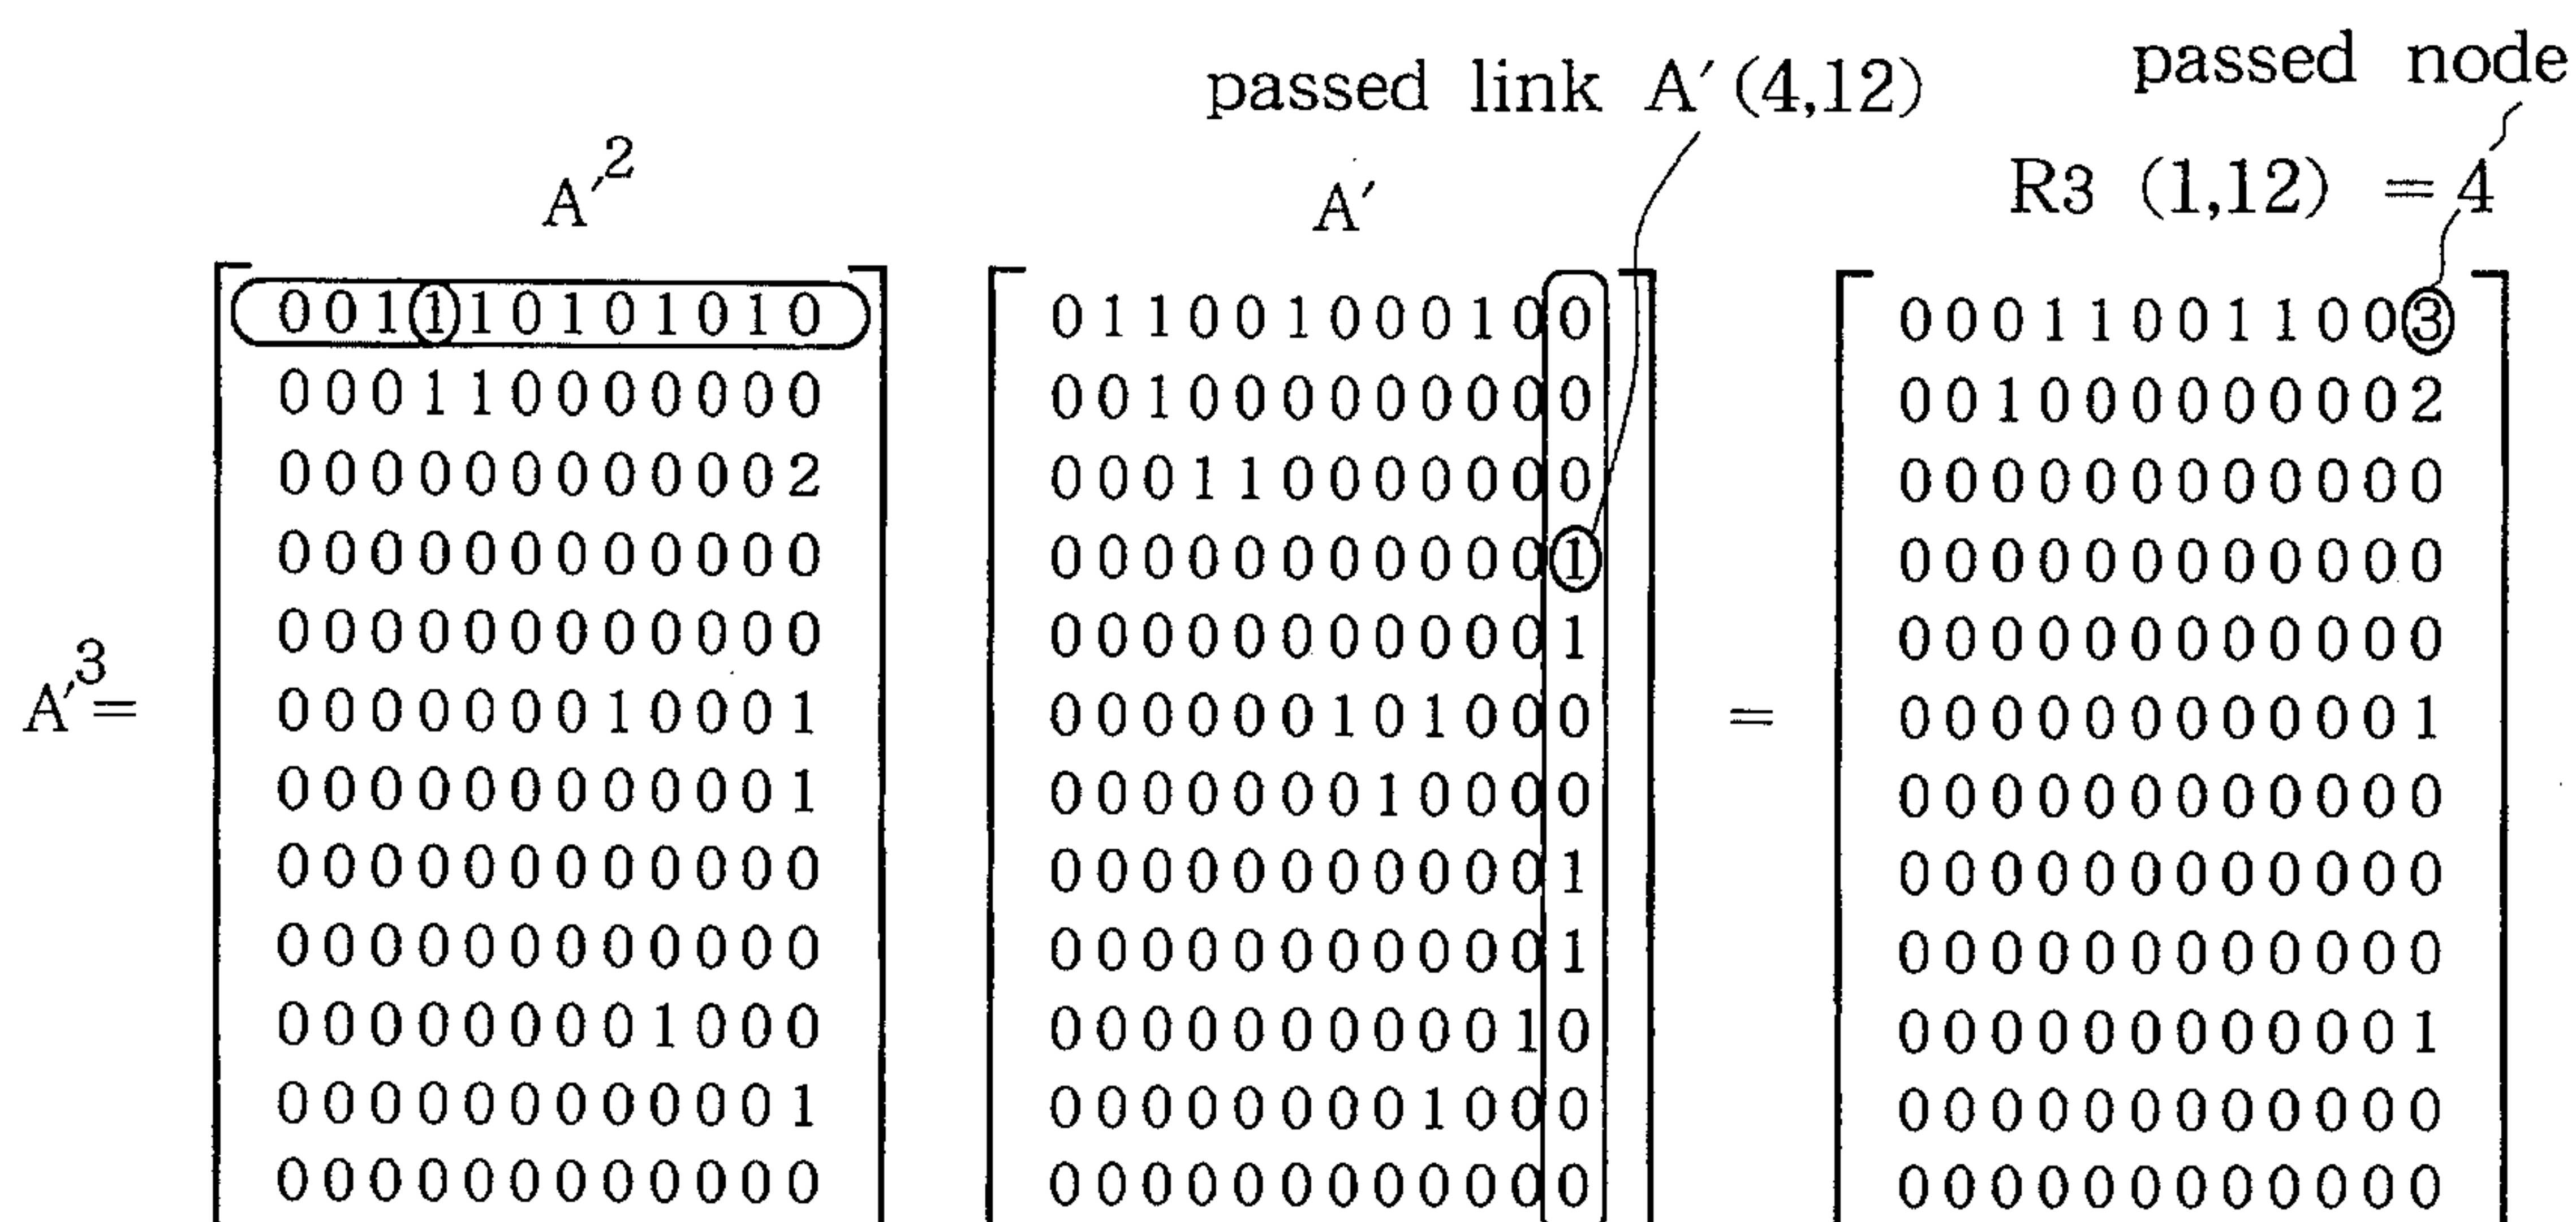 passed node
passed link A′(4,12)
A′² A′ R3 (1,12) = 4
0 0 1 1 1 0 1 0 1 0 1 0 0 1 1 0 0 1 0 0 0 1 0 0 0 0 0 1 1 0 0 1 1 0 0 3
0 0 0 1 1 0 0 0 0 0 0 0 0 0 1 0 0 0 0 0 0 0 0 0 0 0 1 0 0 0 0 0 0 0 0 2
0 0 0 0 0 0 0 0 0 0 0 2 0 0 0 1 1 0 0 0 0 0 0 0 0 0 0 0 0 0 0 0 0 0 0 0
0 0 0 0 0 0 0 0 0 0 0 0 0 0 0 0 0 0 0 0 0 0 0 1 0 0 0 0 0 0 0 0 0 0 0 0
0 0 0 0 0 0 0 0 0 0 0 0 0 0 0 0 0 0 0 0 0 0 0 1 0 0 0 0 0 0 0 0 0 0 0 0
A′³= 0 0 0 0 0 0 0 1 0 0 0 1 0 0 0 0 0 0 1 0 1 0 0 0 = 0 0 0 0 0 0 0 0 0 0 0 1
0 0 0 0 0 0 0 0 0 0 0 1 0 0 0 0 0 0 0 1 0 0 0 0 0 0 0 0 0 0 0 0 0 0 0 0
0 0 0 0 0 0 0 0 0 0 0 0 0 0 0 0 0 0 0 0 0 0 0 1 0 0 0 0 0 0 0 0 0 0 0 0
0 0 0 0 0 0 0 0 0 0 0 0 0 0 0 0 0 0 0 0 0 0 0 1 0 0 0 0 0 0 0 0 0 0 0 0
0 0 0 0 0 0 0 0 1 0 0 0 0 0 0 0 0 0 0 0 0 0 1 0 0 0 0 0 0 0 0 0 0 0 0 1
0 0 0 0 0 0 0 0 0 0 0 1 0 0 0 0 0 0 0 0 1 0 0 0 0 0 0 0 0 0 0 0 0 0 0 0
0 0 0 0 0 0 0 0 0 0 0 0 0 0 0 0 0 0 0 0 0 0 0 0 0 0 0 0 0 0 0 0 0 0 0 0